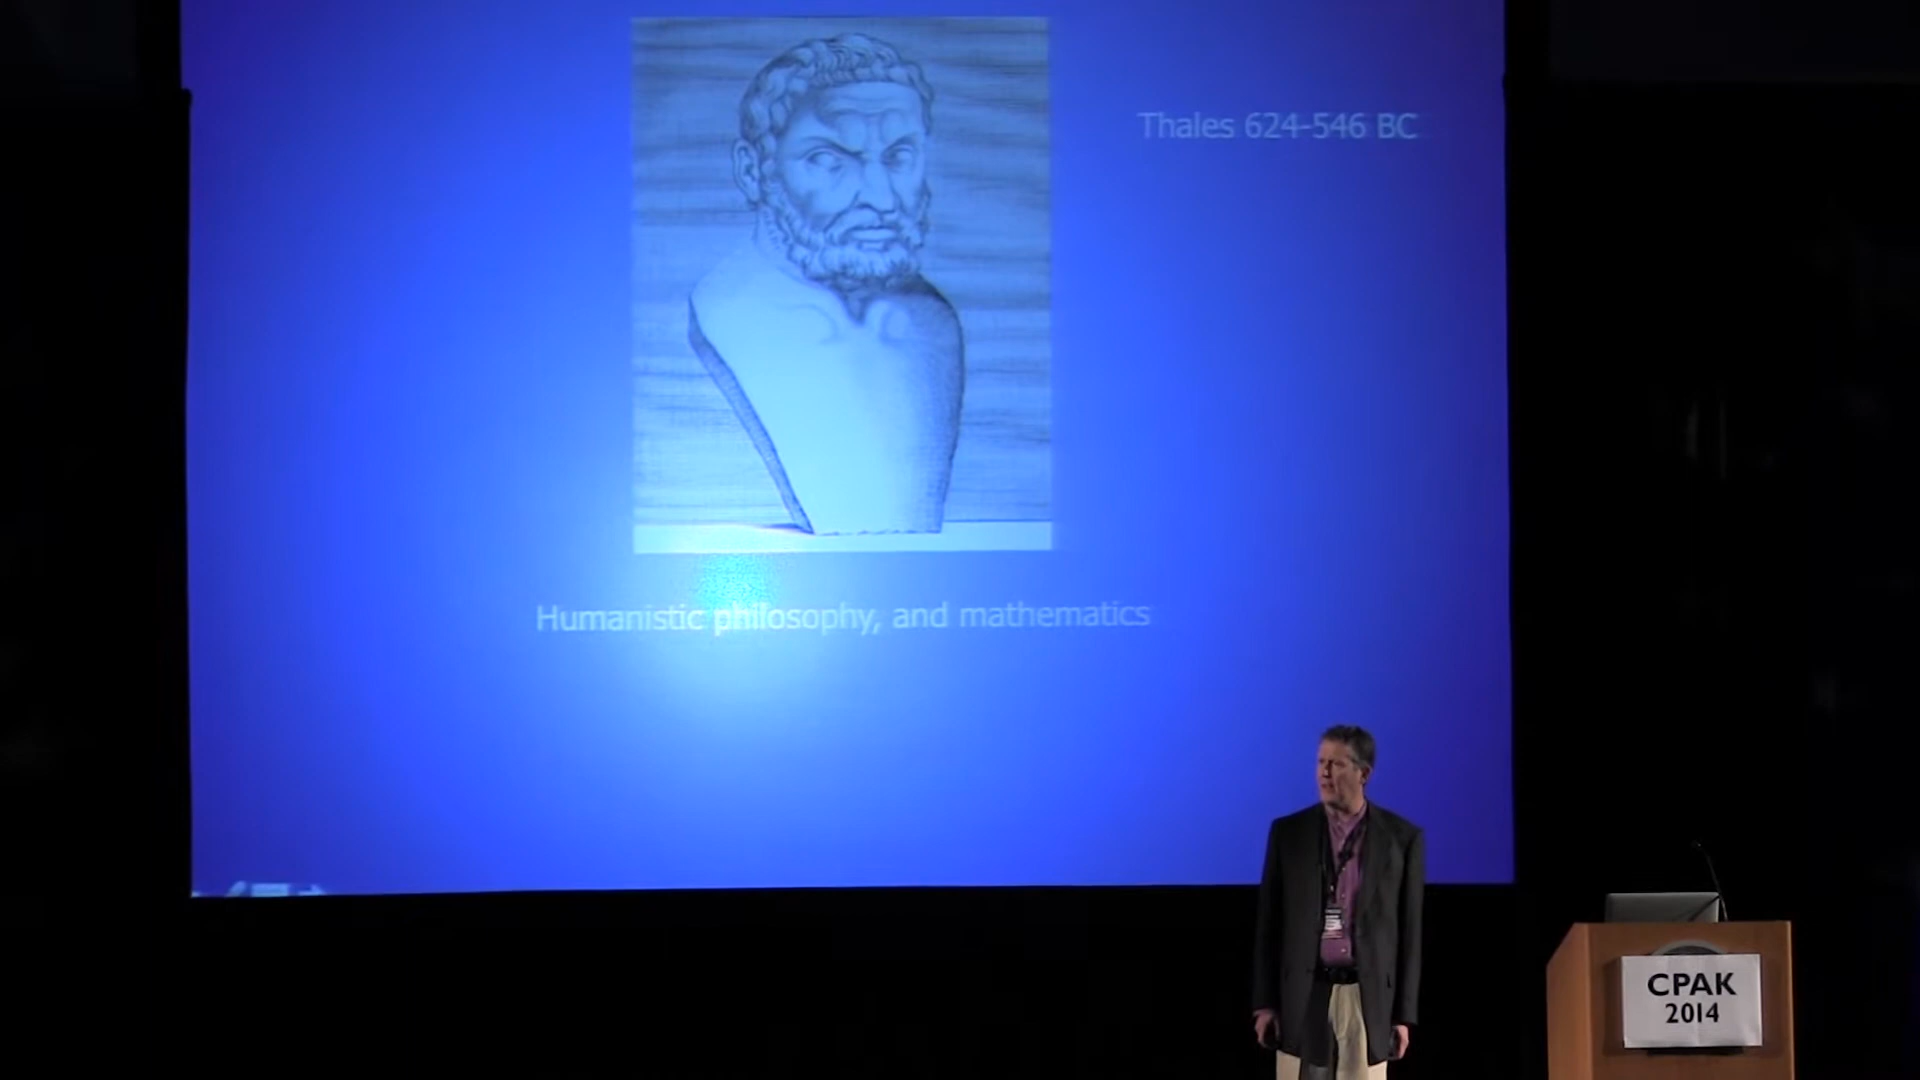 Thales 624-546 BC
Humanistic philosophy, and mathematics
CPAK
2014